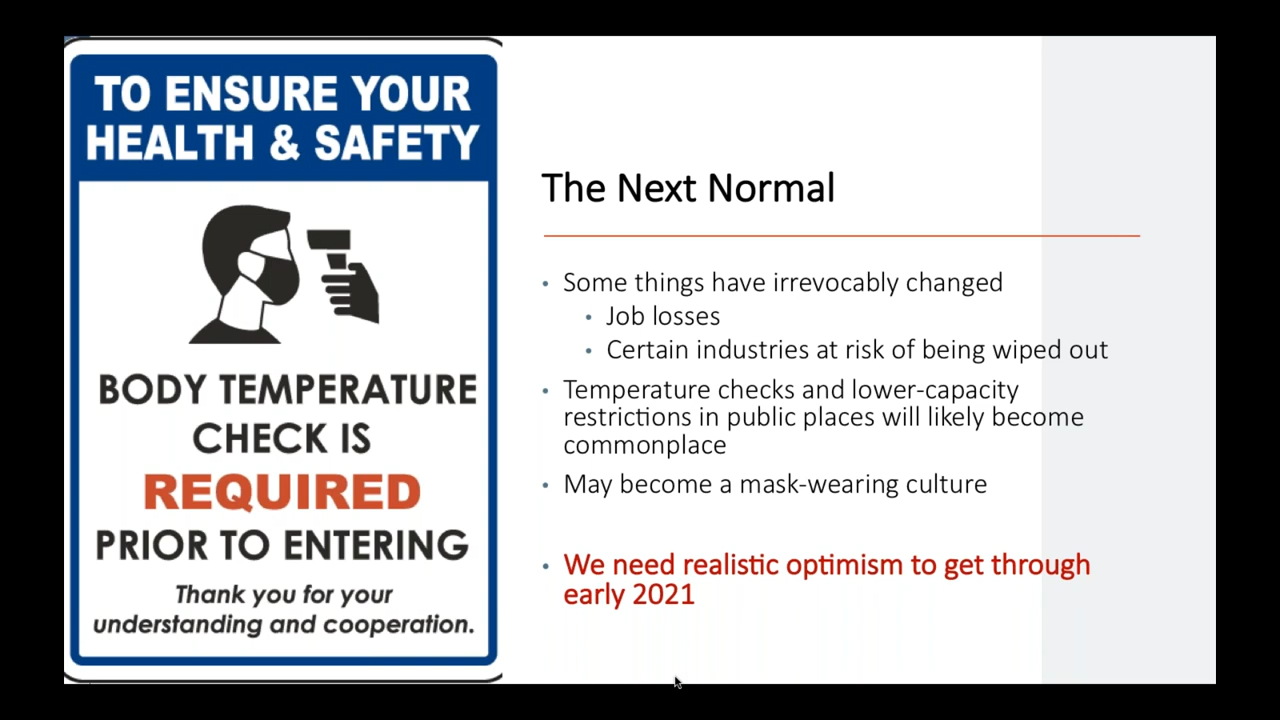 TO ENSURE YOUR
HEALTH & SAFETY
BODY TEMPERATURE
CHECK IS
REQUIRED
PRIOR TO ENTERING
Thank you for your
understanding and cooperation.
The Next Normal
• Some things have irrevocably changed
• Job losses
• Certain industries at risk of being wiped out
• Temperature checks and lower-capacity
restrictions in public places will likely become
commonplace
• May become a mask-wearing culture
• We need realistic optimism to get through
early 2021